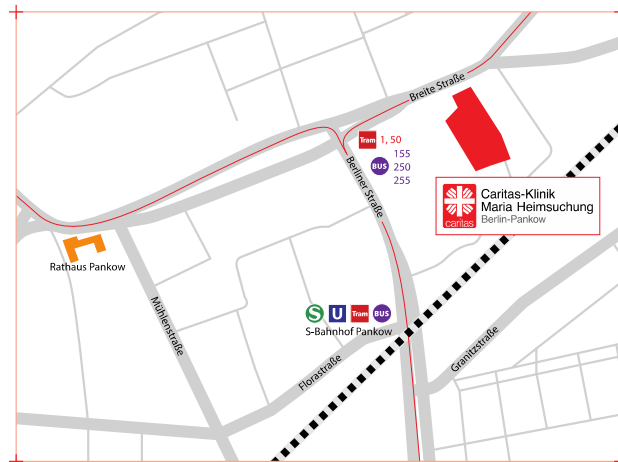 Breite Straße
Tram 1, 50
155
BUS 250
255
Berliner Straße
Caritas-Klinik
Maria Heimsuchung
Berlin-Pankow
caritas
Rathaus Pankow
Mühlenstraße
S U Tram BUS
S-Bahnhof Pankow
Florastraße
Granitzstraße